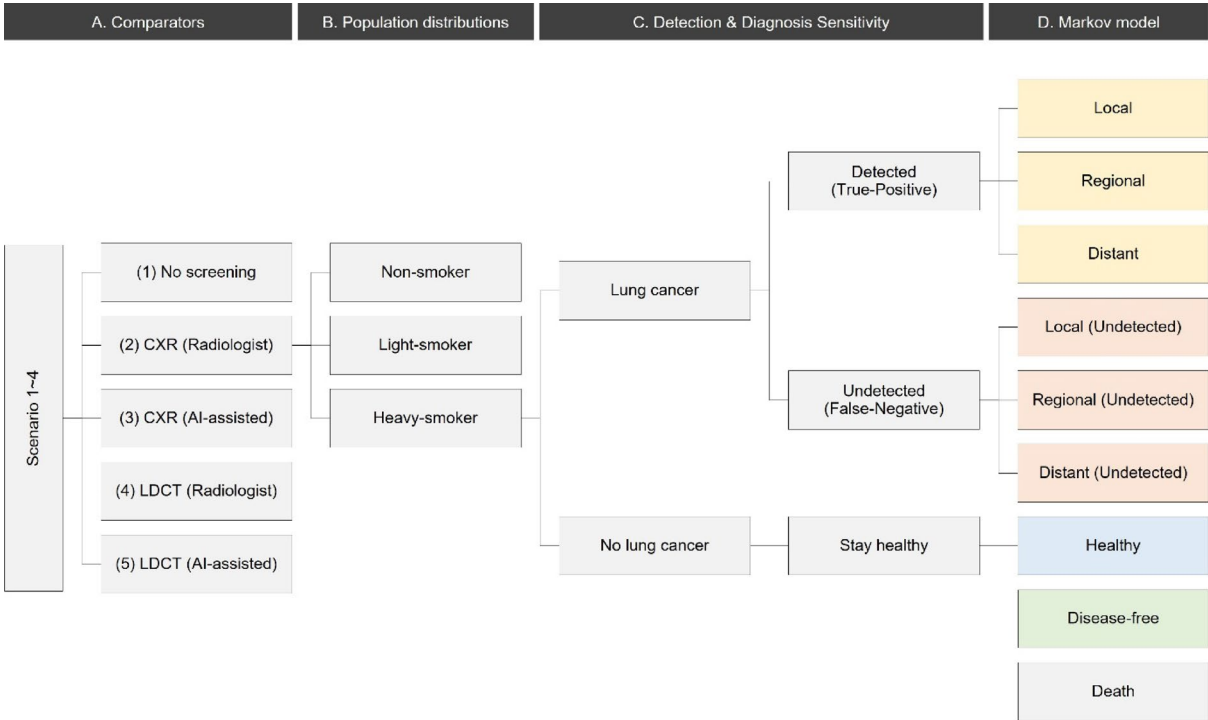 A. Comparators
B. Population distributions
C. Detection & Diagnosis Sensitivity
D. Markov model
Scenario 1~4
(1) No screening
(2) CXR (Radiologist)
(3) CXR (AI-assisted)
(4) LDCT (Radiologist)
(5) LDCT (AI-assisted)
Non-smoker
Light-smoker
Heavy-smoker
Lung cancer
No lung cancer
Detected
(True-Positive)
Undetected
(False-Negative)
Stay healthy
Local
Regional
Distant
Local (Undetected)
Regional (Undetected)
Distant (Undetected)
Healthy
Disease-free
Death